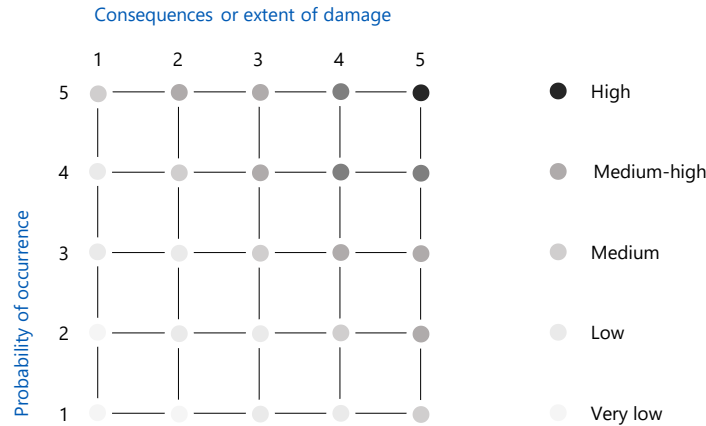 Consequences or extent of damage
1 2 3 4 5
5 High
4 Medium-high
3 Medium
2 Low
1 Very low
Probability of occurrence